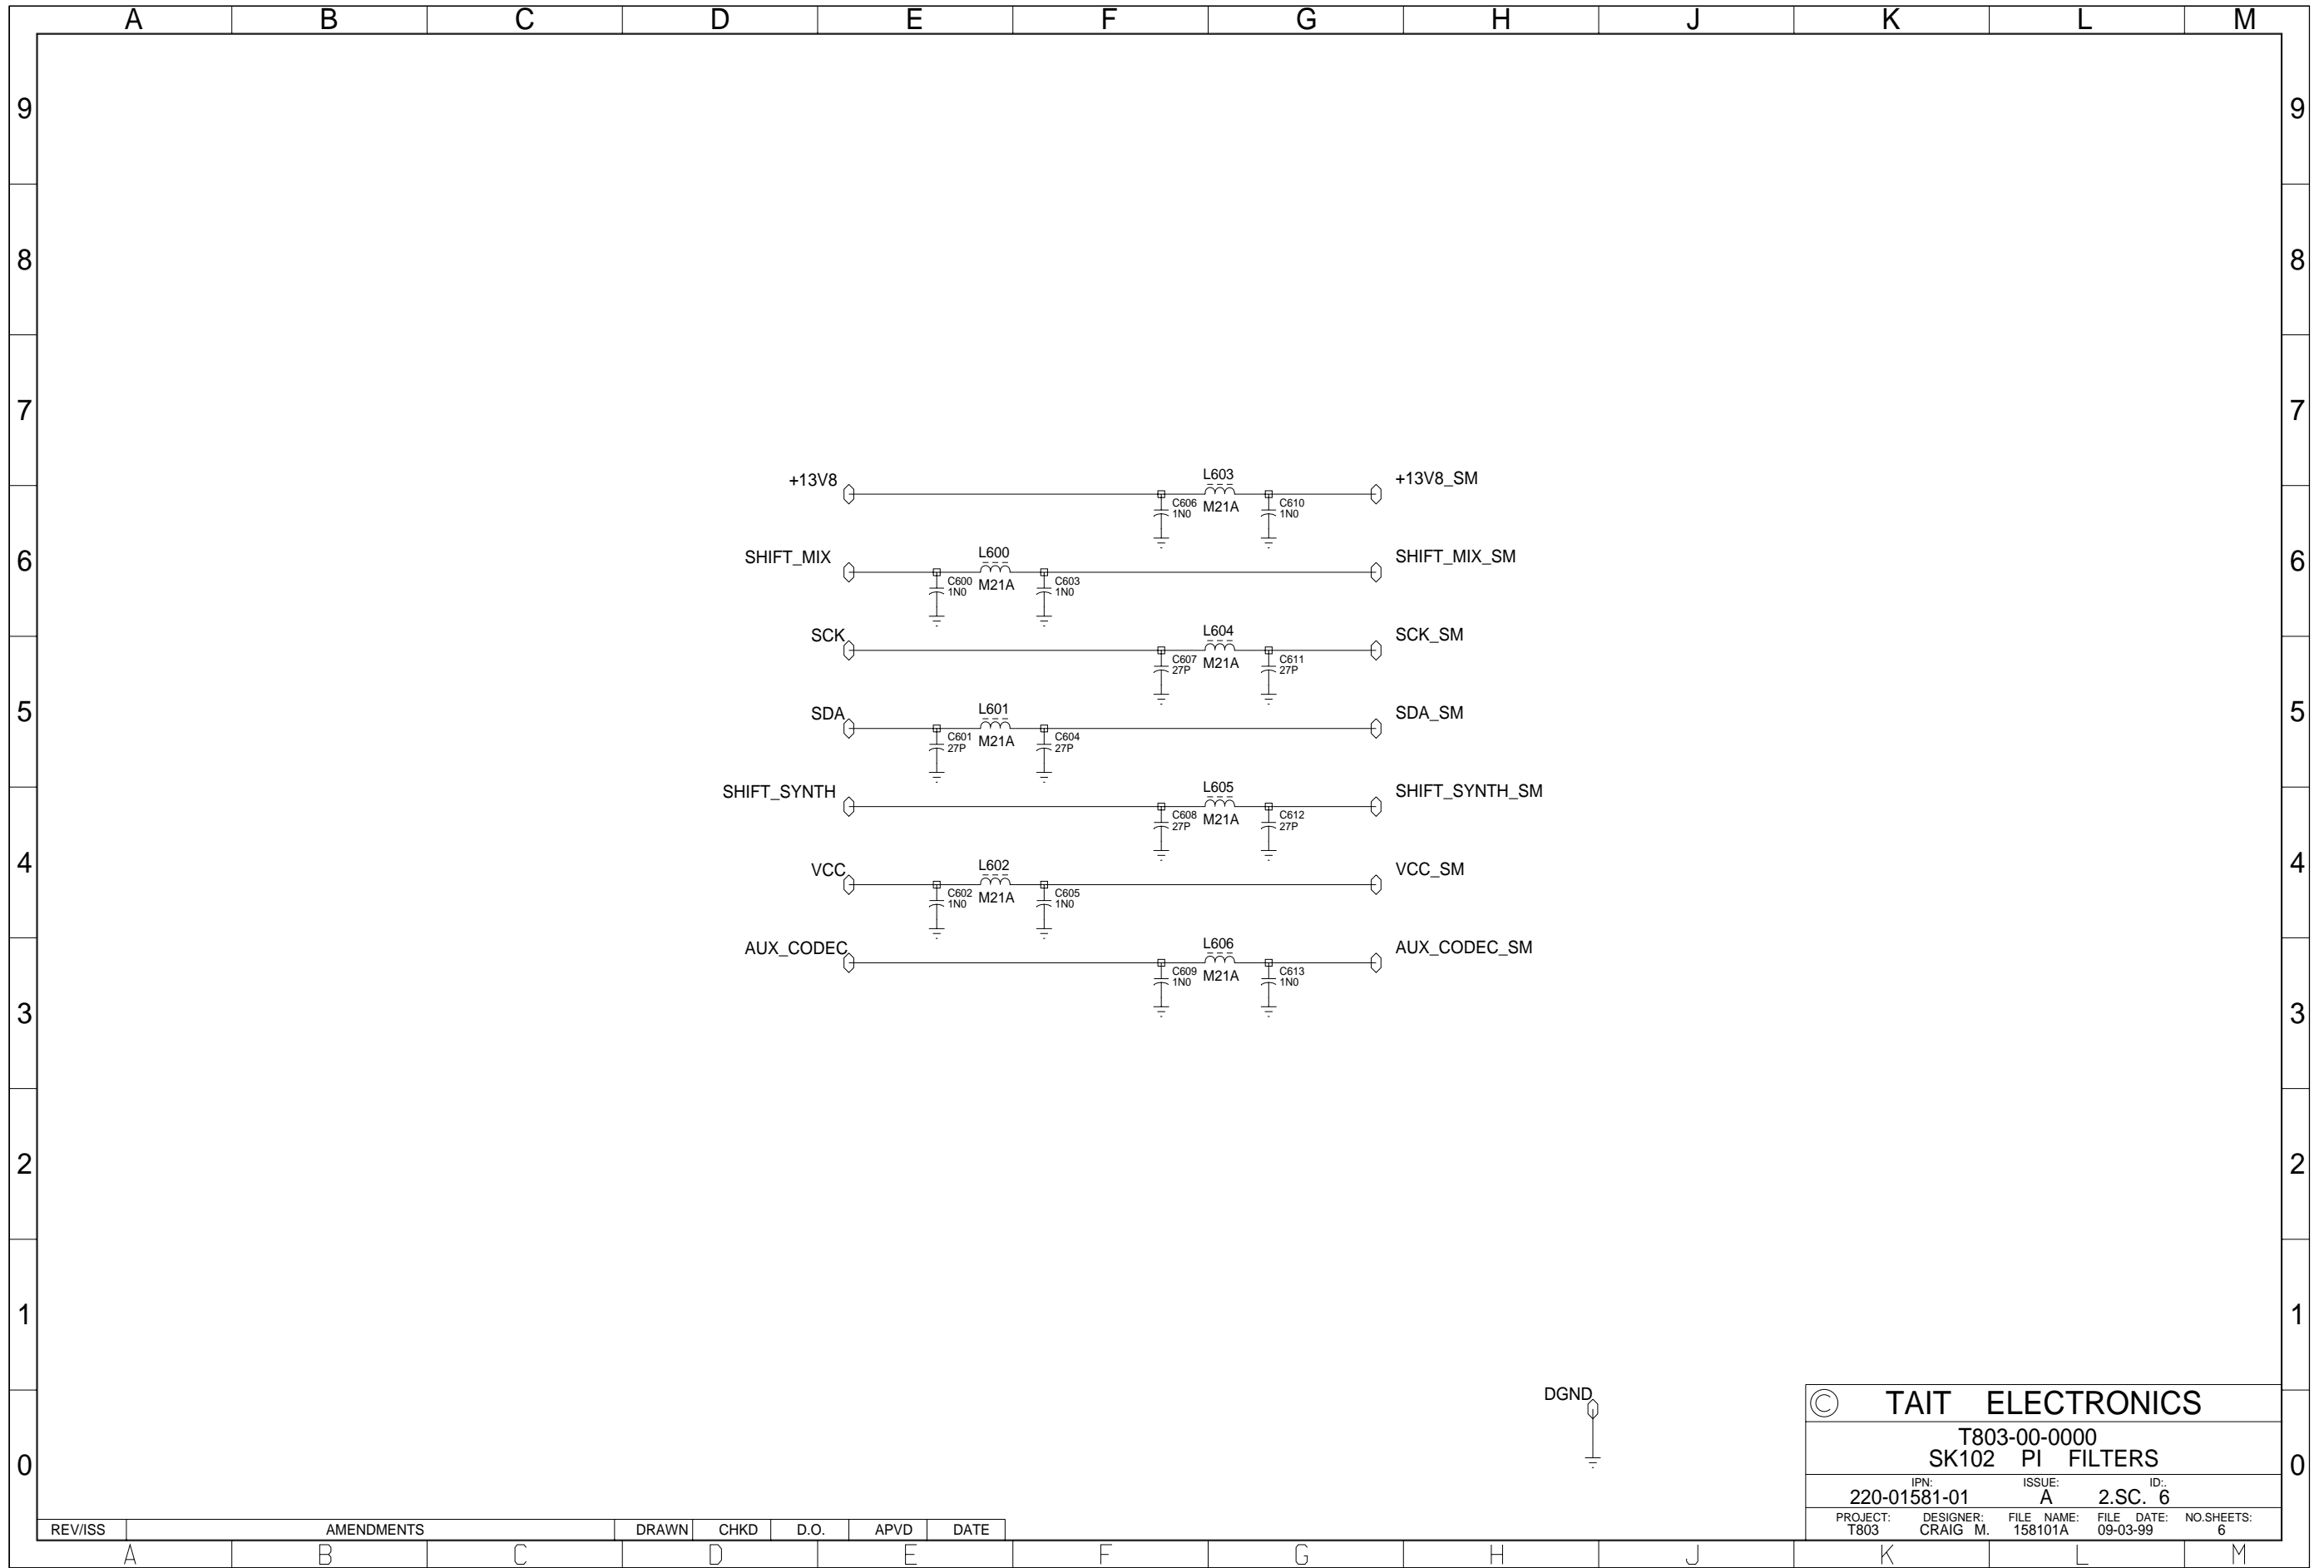 A B C D E F G H J K L M
9 9
8 8
7 7
+13V8 L603 +13V8_SM
C606 M21A C610
1N0 1N0
6 6
SHIFT_MIX L600 SHIFT_MIX_SM
C600 M21A C603
1N0 1N0
SCK L604 SCK_SM
C607 M21A C611
27P 27P
5 5
SDA L601 SDA_SM
C601 M21A C604
27P 27P
SHIFT_SYNTH L605 SHIFT_SYNTH_SM
C608 M21A C612
27P 27P
4 4
VCC L602 VCC_SM
C602 M21A C605
1N0 1N0
AUX_CODEC L606 AUX_CODEC_SM
C609 M21A C613
1N0 1N0
3 3
2 2
1 1
DGND
0 0
© TAIT ELECTRONICS
T803-00-0000
SK102 PI FILTERS
IPN: ISSUE: ID:.
220-01581-01 A 2.SC. 6
PROJECT: DESIGNER: FILE NAME: FILE DATE: NO.SHEETS:
T803 CRAIG M. 158101A 09-03-99 6
REV/ISS AMENDMENTS DRAWN CHKD D.O. APVD DATE
A B C D E F G H J K L M